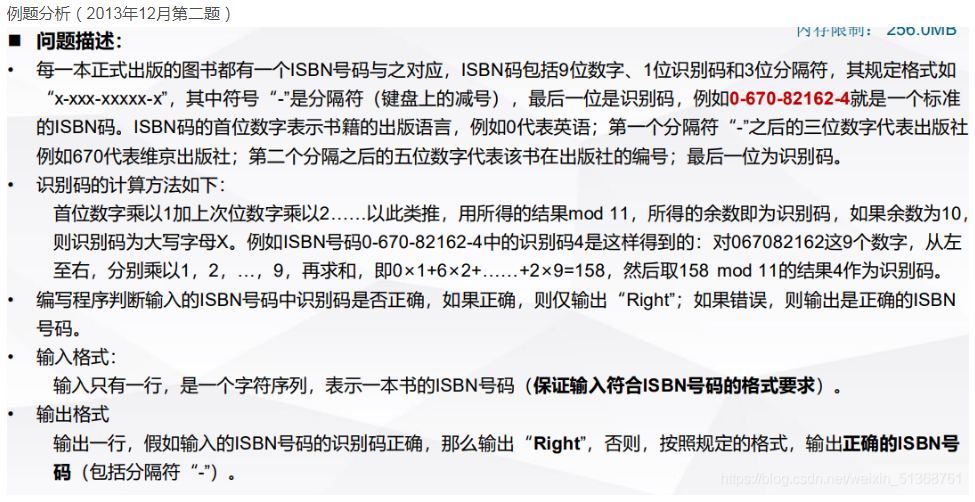 例题分析（2013年12月第二题）
内存限制： 256.0MB
■ 问题描述：
• 每一本正式出版的图书都有一个ISBN号码与之对应，ISBN码包括9位数字、1位识别码和3位分隔符，其规定格式如
“x-xxx-xxxxx-x”，其中符号“-”是分隔符（键盘上的减号），最后一位是识别码，例如0-670-82162-4就是一个标准
的ISBN码。ISBN码的首位数字表示书籍的出版语言，例如0代表英语；第一个分隔符“-”之后的三位数字代表出版社
例如670代表维京出版社；第二个分隔之后的五位数字代表该书在出版社的编号；最后一位为识别码。
• 识别码的计算方法如下：
首位数字乘以1加上次位数字乘以2……以此类推，用所得的结果mod 11，所得的余数即为识别码，如果余数为10，
则识别码为大写字母X。例如ISBN号码0-670-82162-4中的识别码4是这样得到的：对067082162这9个数字，从左
至右，分别乘以1，2，…，9，再求和，即0×1+6×2+……+2×9=158，然后取158 mod 11的结果4作为识别码。
• 编写程序判断输入的ISBN号码中识别码是否正确，如果正确，则仅输出“Right”；如果错误，则输出是正确的ISBN
号码。
• 输入格式：
输入只有一行，是一个字符序列，表示一本书的ISBN号码（保证输入符合ISBN号码的格式要求）。
• 输出格式
输出一行，假如输入的ISBN号码的识别码正确，那么输出“Right”，否则，按照规定的格式，输出正确的ISBN号
码（包括分隔符“-”）。
https://blog.csdn.net/weixin_51368761